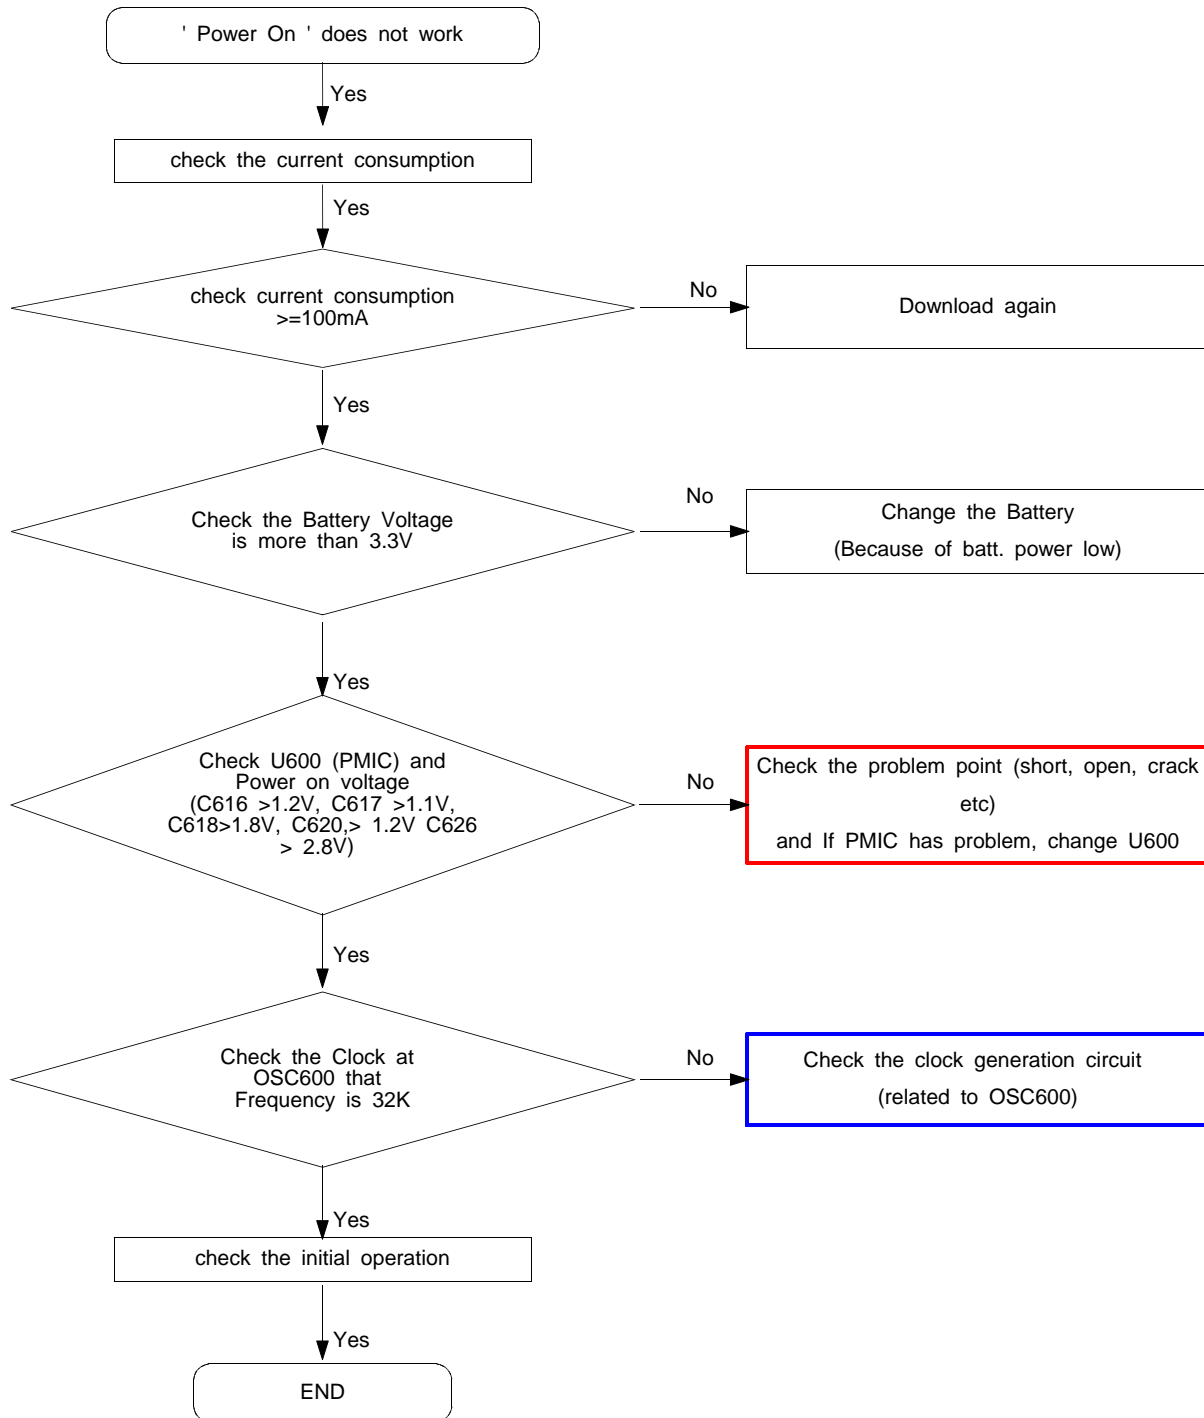 ' Power On ' does not work
Yes
check the current consumption
Yes
check current consumption
>=100mA
No
Download again
Yes
Check the Battery Voltage
is more than 3.3V
No
Change the Battery
(Because of batt. power low)
Yes
Check U600 (PMIC) and
Power on voltage
(C616 >1.2V, C617 >1.1V,
C618>1.8V, C620,> 1.2V C626
> 2.8V)
No
Check the problem point (short, open, crack
etc)
and If PMIC has problem, change U600
Yes
Check the Clock at
OSC600 that
Frequency is 32K
No
Check the clock generation circuit
(related to OSC600)
Yes
check the initial operation
Yes
END